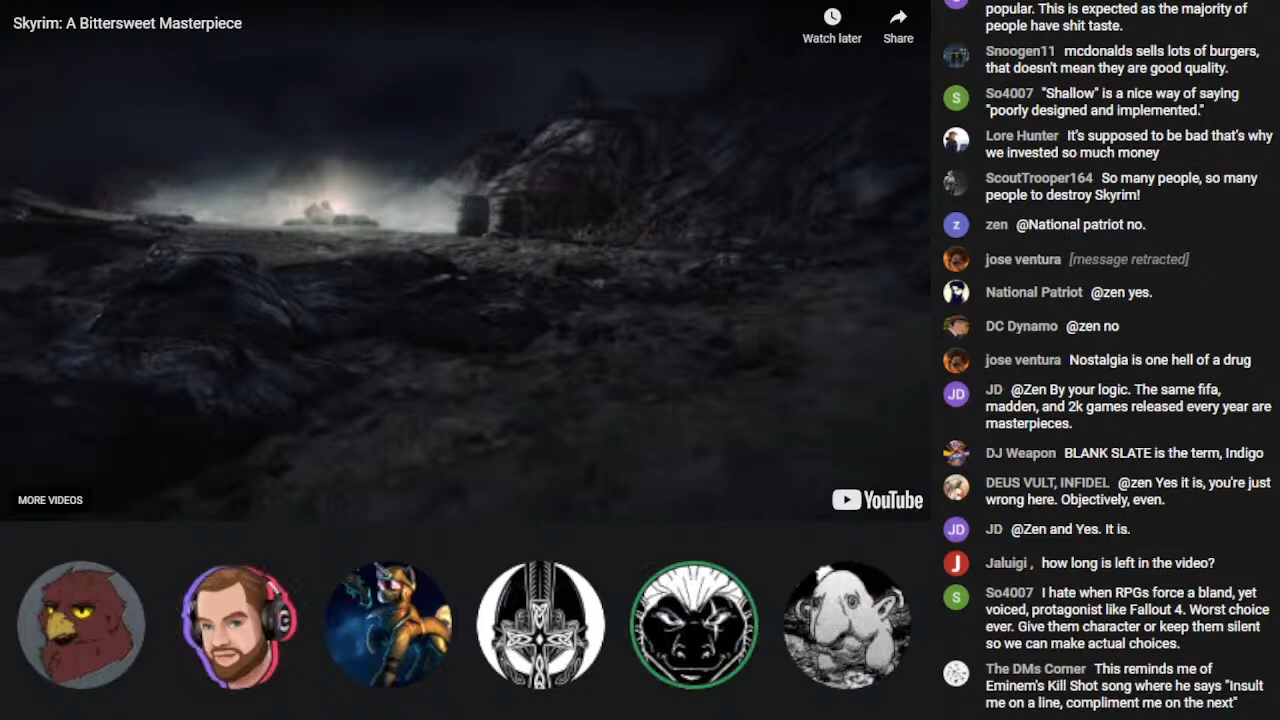 Skyrim: A Bittersweet Masterpiece
Watch later
Share
MORE VIDEOS
YouTube
popular. This is expected as the majority of
people have shit taste.
Snoogen11 mcdonalds sells lots of burgers,
that doesn't mean they are good quality.
S
So4007 "Shallow" is a nice way of saying
"poorly designed and implemented."
Lore Hunter It's supposed to be bad that's why
we invested so much money
ScoutTrooper164 So many people, so many
people to destroy Skyrim!
z
zen @National patriot no.
jose ventura [message retracted]
National Patriot @zen yes.
DC Dynamo @zen no
jose ventura Nostalgia is one hell of a drug
JD
JD @Zen By your logic. The same fifa,
madden, and 2k games released every year are
masterpieces.
DJ Weapon BLANK SLATE is the term, Indigo
DEUS VULT, INFIDEL @zen Yes it is, you're just
wrong here. Objectively, even.
JD
JD @Zen and Yes. It is.
J
Jaluigi , how long is left in the video?
S
So4007 I hate when RPGs force a bland, yet
voiced, protagonist like Fallout 4. Worst choice
ever. Give them character or keep them silent
so we can make actual choices.
The DMs Corner This reminds me of
Eminem's Kill Shot song where he says "Insult
me on a line, compliment me on the next"